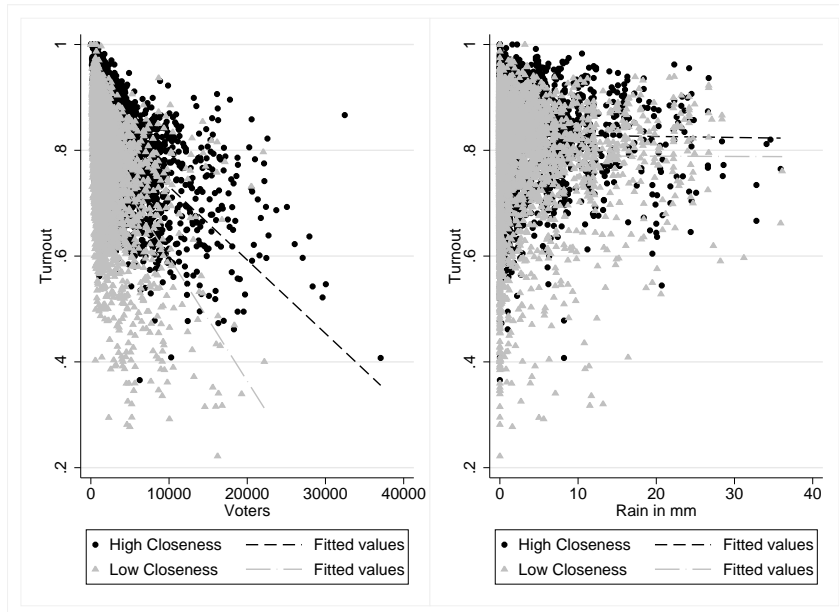 1
.8
.6
.4
.2
Turnout
0 10000 20000 30000 40000
Voters
High Closeness Fitted values
Low Closeness Fitted values
1
.8
.6
.4
.2
Turnout
0 10 20 30 40
Rain in mm
High Closeness Fitted values
Low Closeness Fitted values